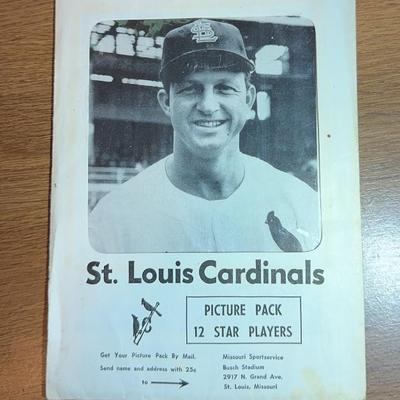 StL
St. Louis Cardinals
PICTURE PACK
12 STAR PLAYERS
Get Your Picture Pack By Mail.
Send name and address with 25c
to
Missouri Sportservice
Busch Stadium
2917 N. Grand Ave.
St. Louis, Missouri